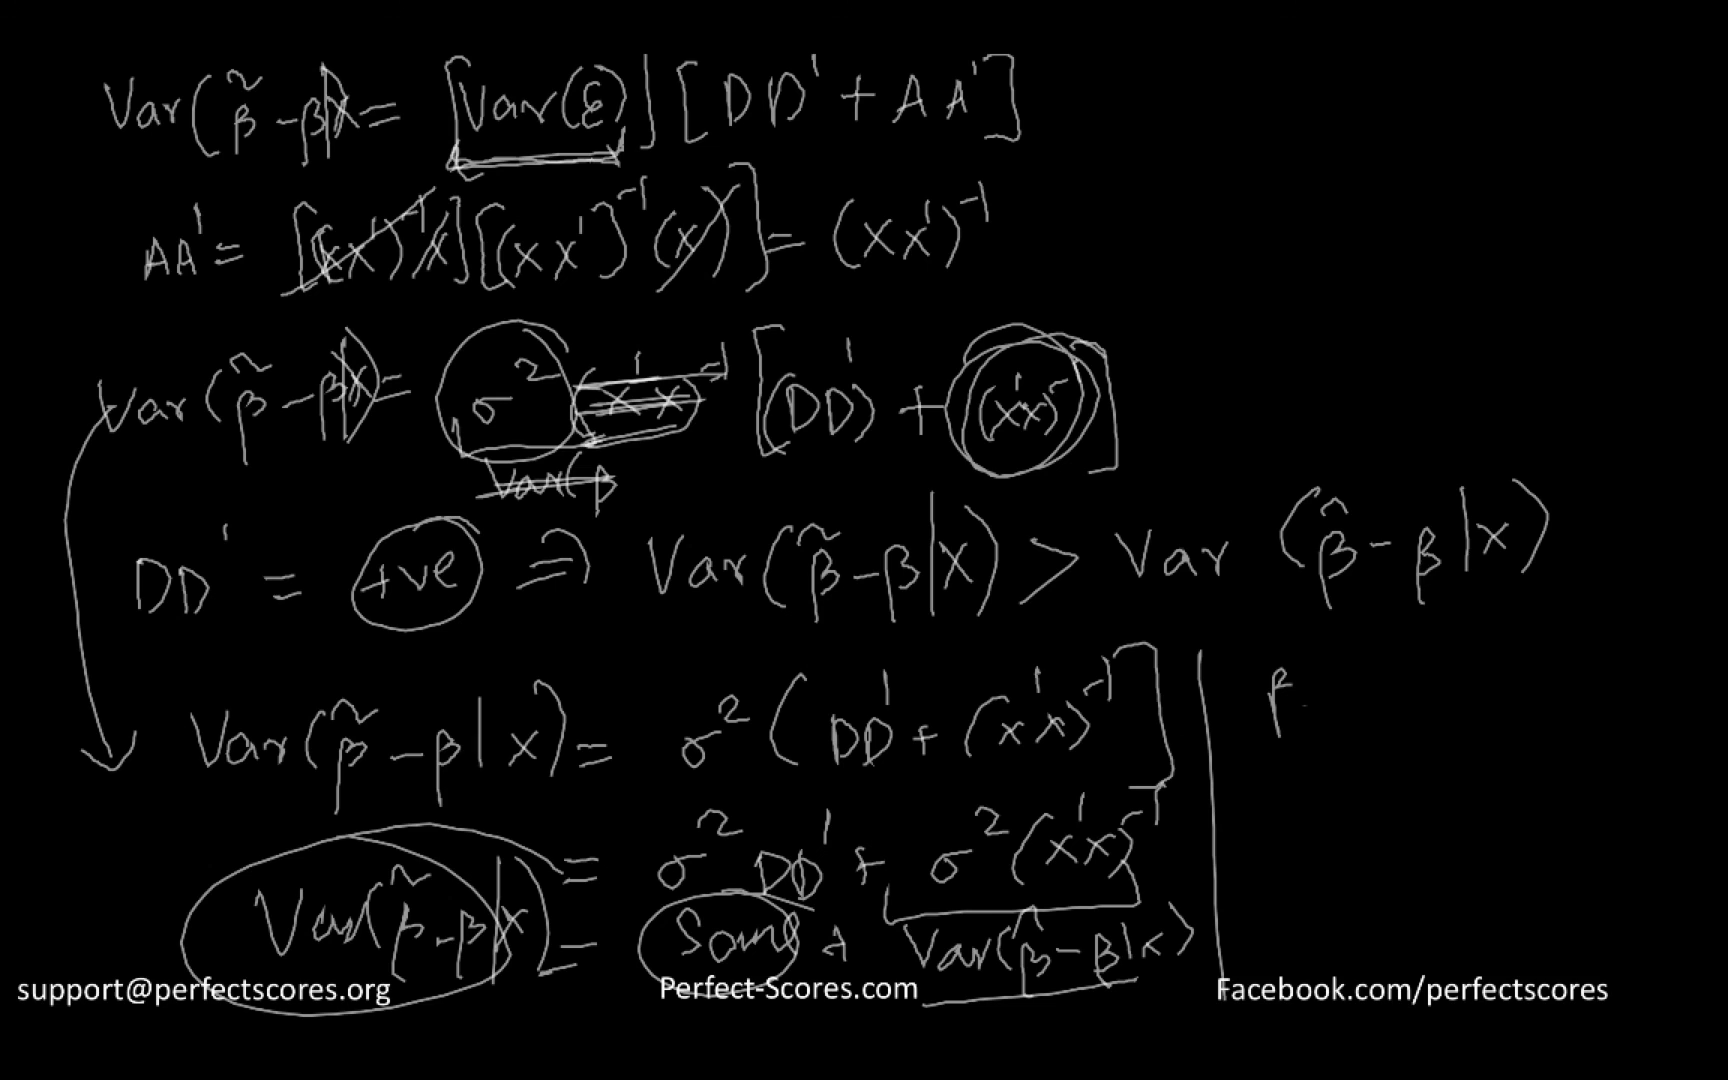 Var(β̃ - β|x = [Var(ε)] [DD' + AA']
AA' = [(xx')⁻¹x][(xx']⁻¹(x)] = (xx')⁻¹
Var(β̃ - β|x) = σ² (x'x)⁻¹ [(DD') + (x'x)⁻]
Var(β
DD' = +ve ⇒ Var(β̃ - β|x) > Var(β̂ - β|x)
Var(β̃ - β|x) = σ²(DD' + (x'x)⁻¹]
= σ²DD' + σ²(x'x)⁻¹
Var(β̃ - β|x) = Some + Var(β̂ - β|x)
support@perfectscores.org Perfect-Scores.com Facebook.com/perfectscores